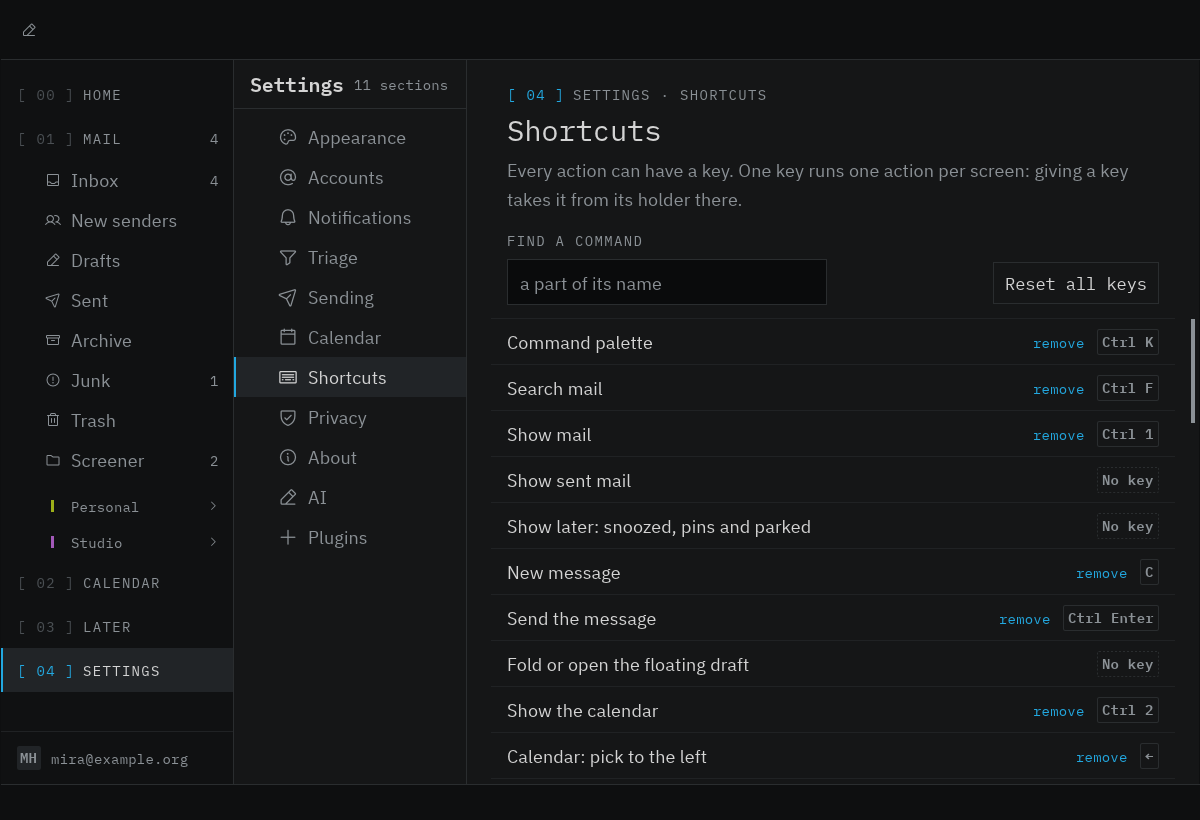 [ 00 ] HOME
[ 01 ] MAIL 4
Inbox 4
New senders
Drafts
Sent
Archive
Junk 1
Trash
Screener 2
Personal
Studio
[ 02 ] CALENDAR
[ 03 ] LATER
[ 04 ] SETTINGS
MH mira@example.org
Settings 11 sections
Appearance
Accounts
Notifications
Triage
Sending
Calendar
Shortcuts
Privacy
About
AI
Plugins
[ 04 ] SETTINGS · SHORTCUTS
Shortcuts
Every action can have a key. One key runs one action per screen: giving a key
takes it from its holder there.
FIND A COMMAND
a part of its name
Reset all keys
Command palette remove Ctrl K
Search mail remove Ctrl F
Show mail remove Ctrl 1
Show sent mail No key
Show later: snoozed, pins and parked No key
New message remove C
Send the message remove Ctrl Enter
Fold or open the floating draft No key
Show the calendar remove Ctrl 2
Calendar: pick to the left remove ←